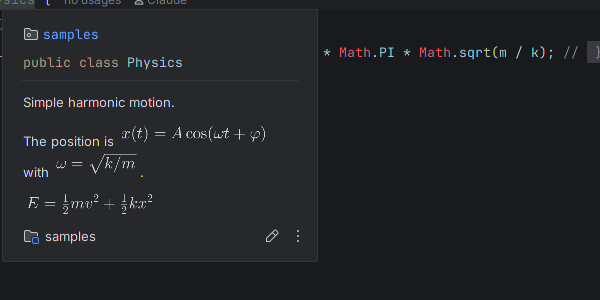 no usages Claude
samples
* Math.PI * Math.sqrt(m / k); // }
public class Physics
Simple harmonic motion.
The position is x(t) = A cos(ωt + φ)
with ω = √k/m .
E = ½mv² + ½kx²
samples